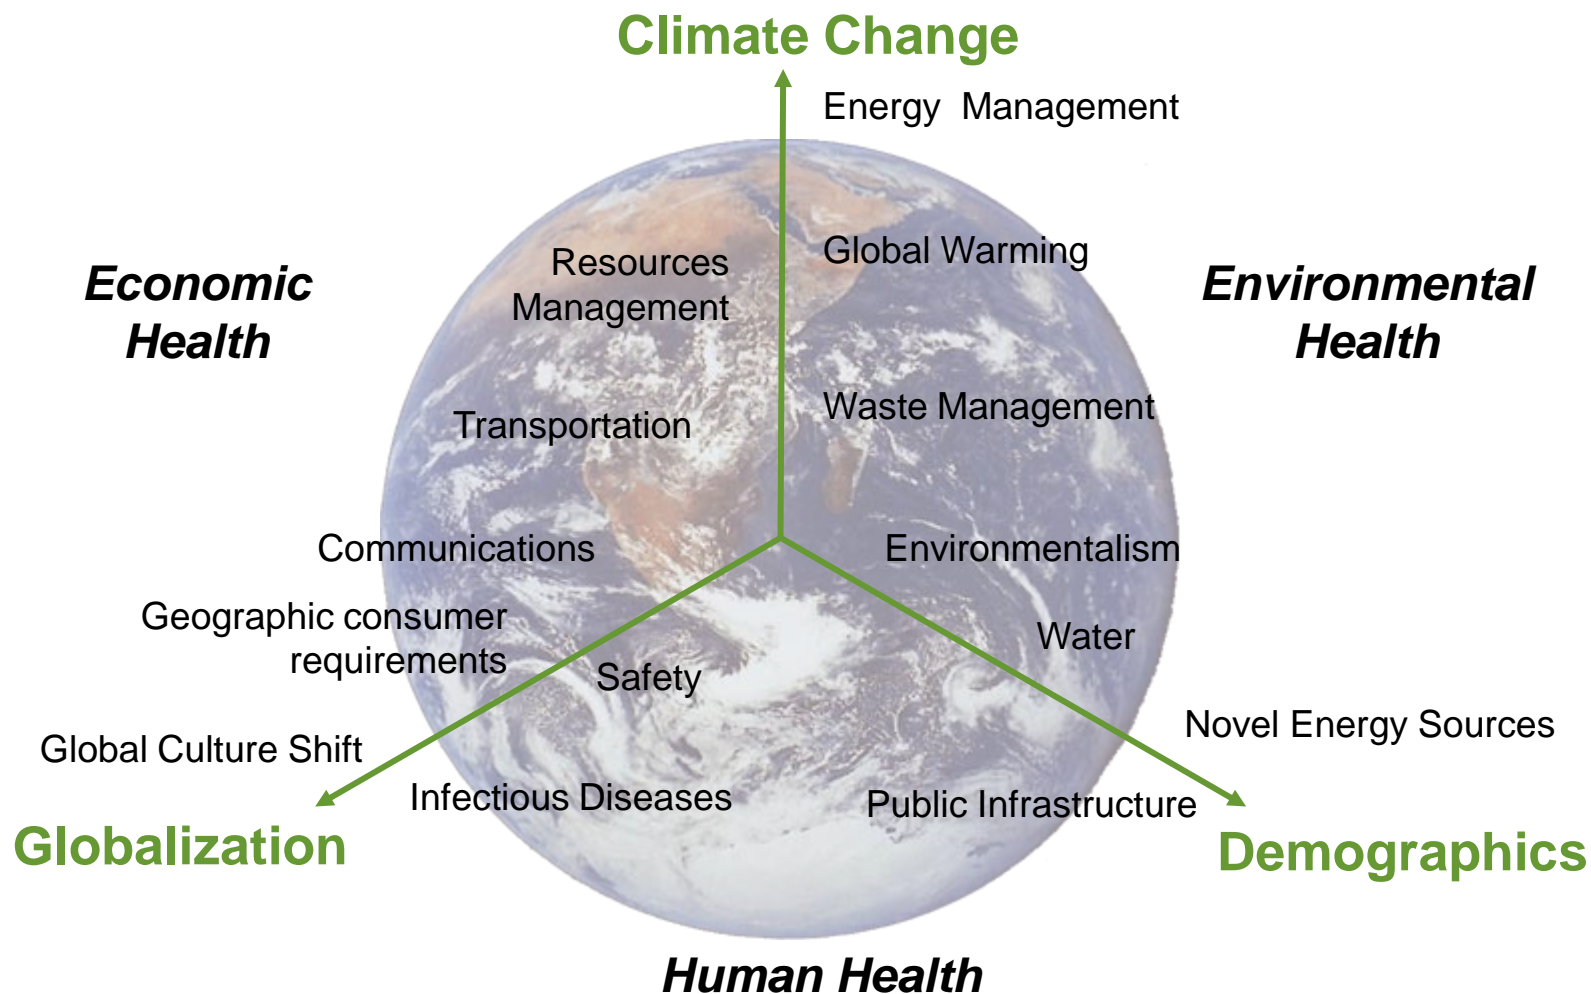 Climate Change
Energy  Management
Resources
Management
Global Warming
Economic
Health
Environmental
Health
Transportation
Waste Management
Communications
Environmentalism
Geographic consumer
requirements
Water
Safety
Global Culture Shift
Novel Energy Sources
Infectious Diseases
Public Infrastructure
Globalization
Demographics
Human Health